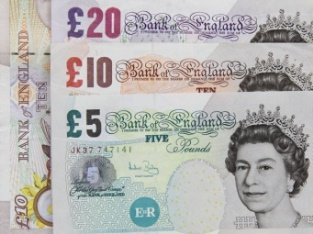 £20 Bank of England
£10 Bank of England
TEN
£5 Bank of England
FIVE
JK37 747141
Pounds
E R
BANK OF ENGLAND
TEN
£10